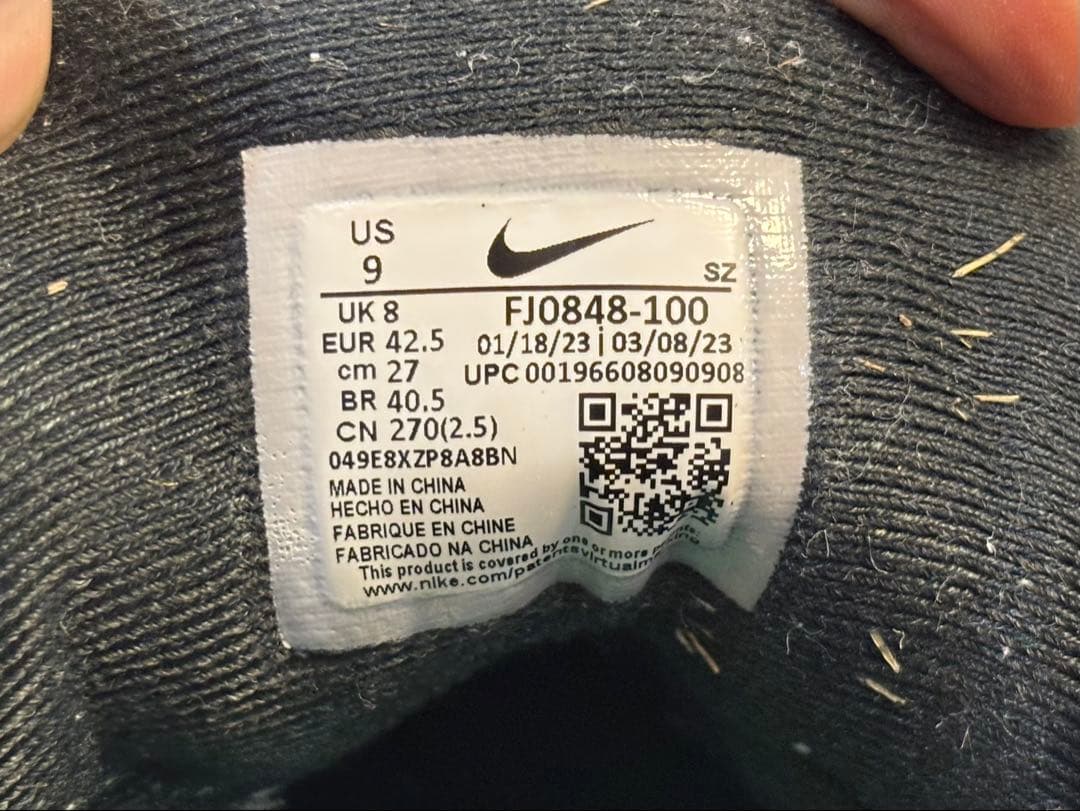 US
9
SZ
UK 8
FJ0848-100
EUR 42.5
01/18/23 | 03/08/23
cm 27
UPC 00196608090908
BR 40.5
CN 270(2.5)
049E8XZP8A8BN
MADE IN CHINA
HECHO EN CHINA
FABRIQUE EN CHINE
FABRICADO NA CHINA
This product is covered by one or more
www.nike.com/patentsvirtualm